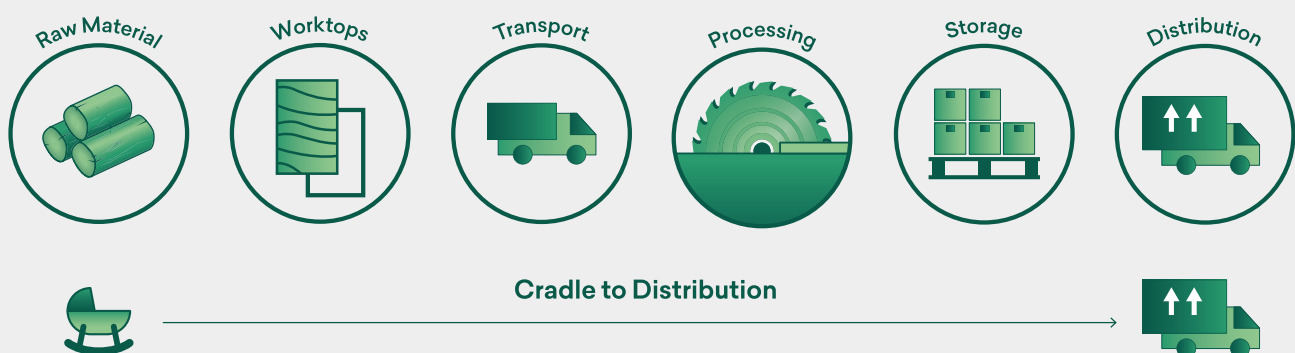 Raw Material
Worktops
Transport
Processing
Storage
Distribution
Cradle to Distribution